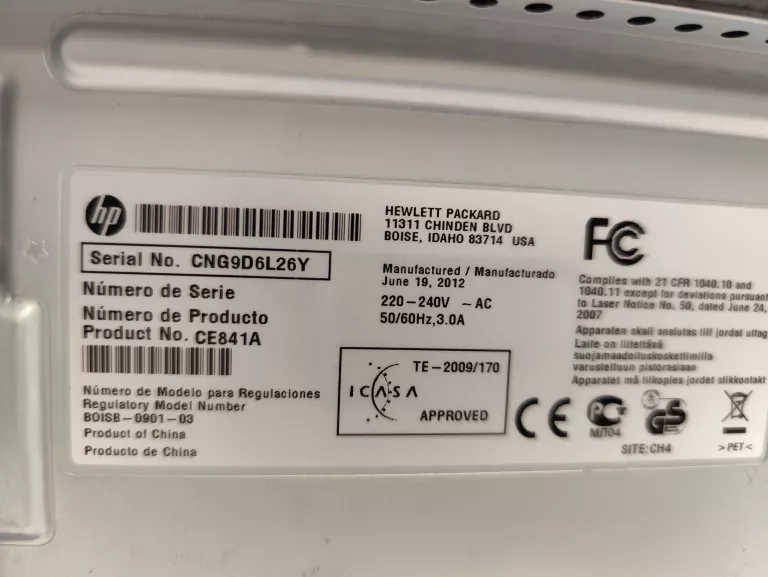 hp
HEWLETT PACKARD
11311 CHINDEN BLVD
BOISE, IDAHO 83714 USA
Serial No. CNG9D6L26Y
Número de Serie
Número de Producto
Product No. CE841A
Número de Modelo para Regulaciones
Regulatory Model Number
BOISB-0901-03
Product of China
Producto de China
Manufactured / Manufacturado
June 19, 2012
220-240V ~ AC
50/60Hz,3.0A
TE-2009/170
ICASA
APPROVED
FC
Complies with 21 CFR 1040.10 and
1040.11 except for deviations pursuant
to Laser Notice No. 50, dated June 24,
2007
Apparaten skall anslutas till jordat uttag
Laite on liitettävä
suojamaadoituskoskettimilla
varustettuun pistorasiaan
Apparatet må tilkoples jordet stikkontakt
CE
МЛ04
GS
SITE:CH4
>PET<